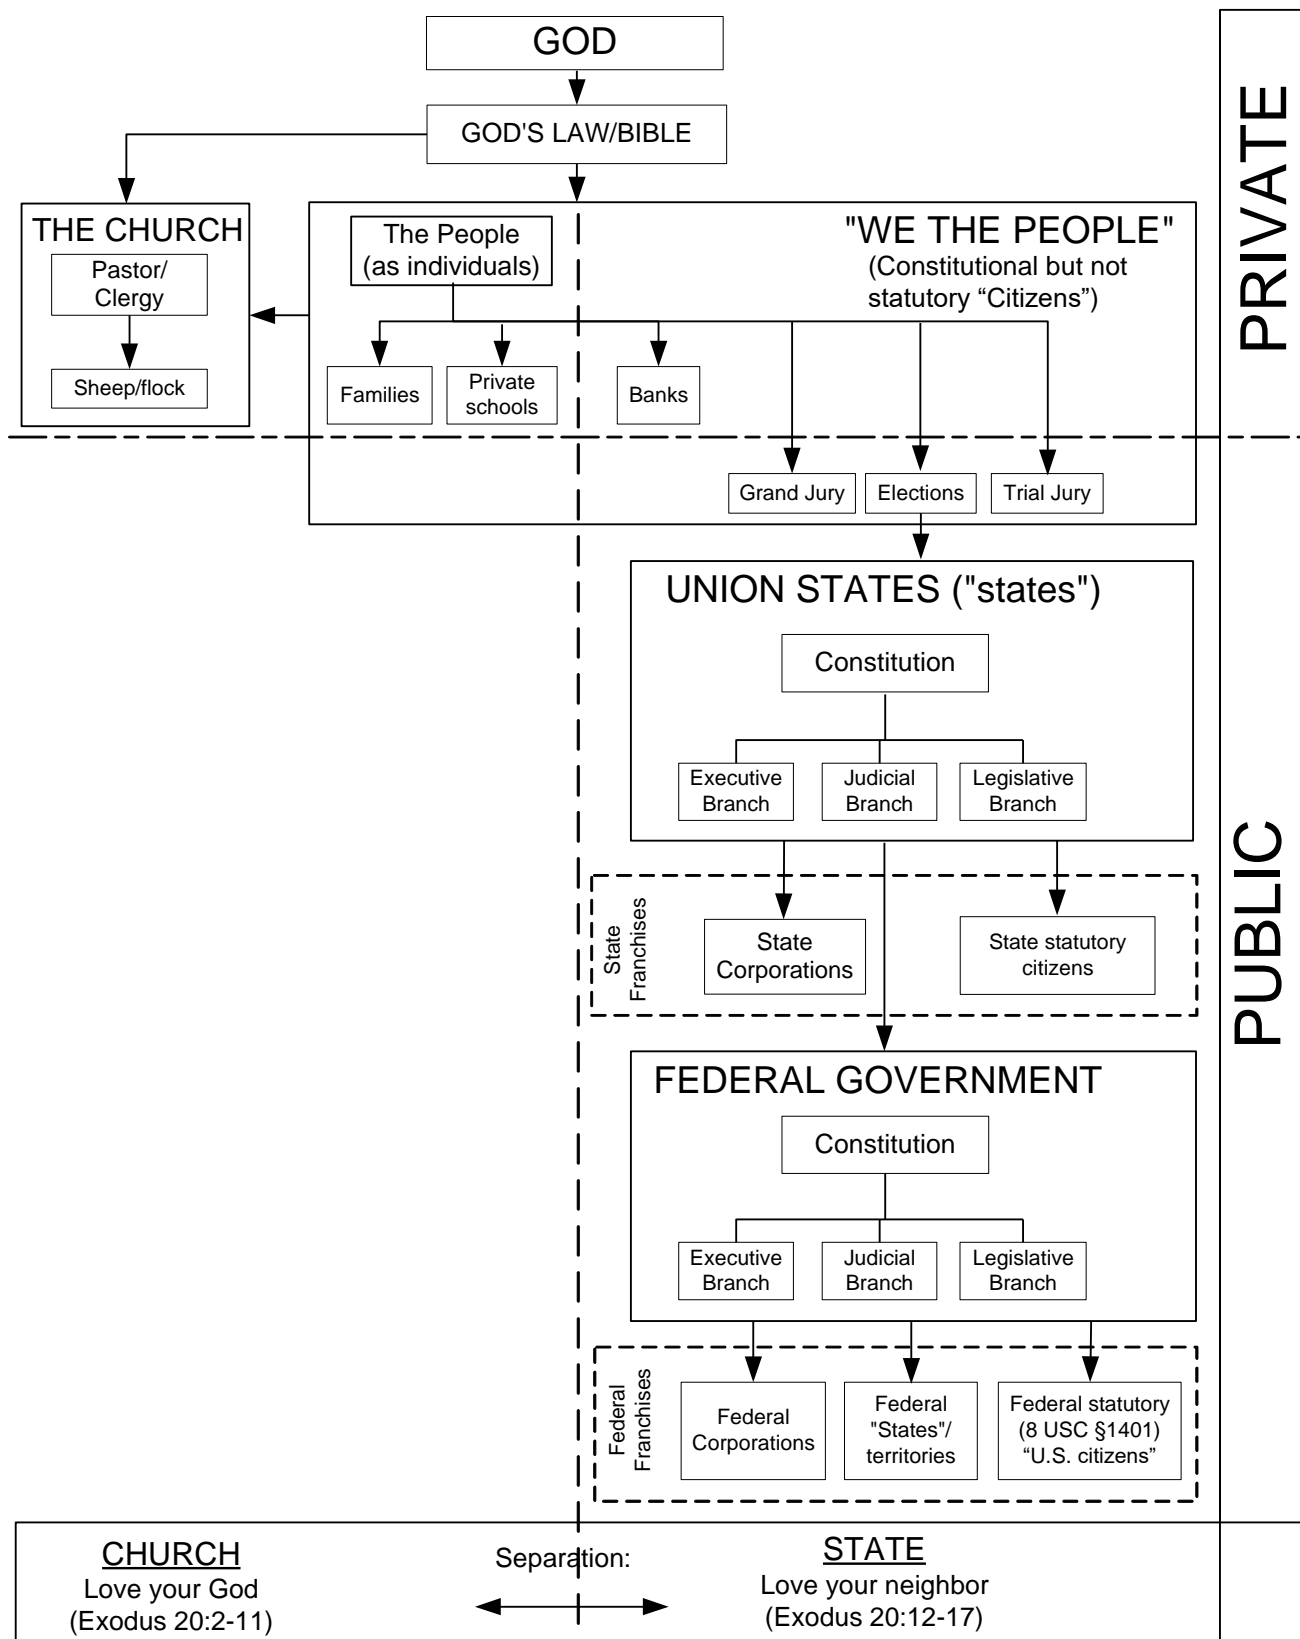 GOD
GOD'S LAW/BIBLE
THE CHURCH
Pastor/
Clergy
Sheep/flock
The People
(as individuals)
"WE THE PEOPLE"
(Constitutional but not
statutory “Citizens”)
Families
Private
schools
Banks
Grand Jury
Elections
Trial Jury
PRIVATE
UNION STATES ("states")
Constitution
Executive
Branch
Judicial
Branch
Legislative
Branch
State
Franchises
State
Corporations
State statutory
citizens
PUBLIC
FEDERAL GOVERNMENT
Constitution
Executive
Branch
Judicial
Branch
Legislative
Branch
Federal
Franchises
Federal
Corporations
Federal
"States"/
territories
Federal statutory
(8 USC §1401)
“U.S. citizens”
CHURCH
Love your God
(Exodus 20:2-11)
Separation:
STATE
Love your neighbor
(Exodus 20:12-17)